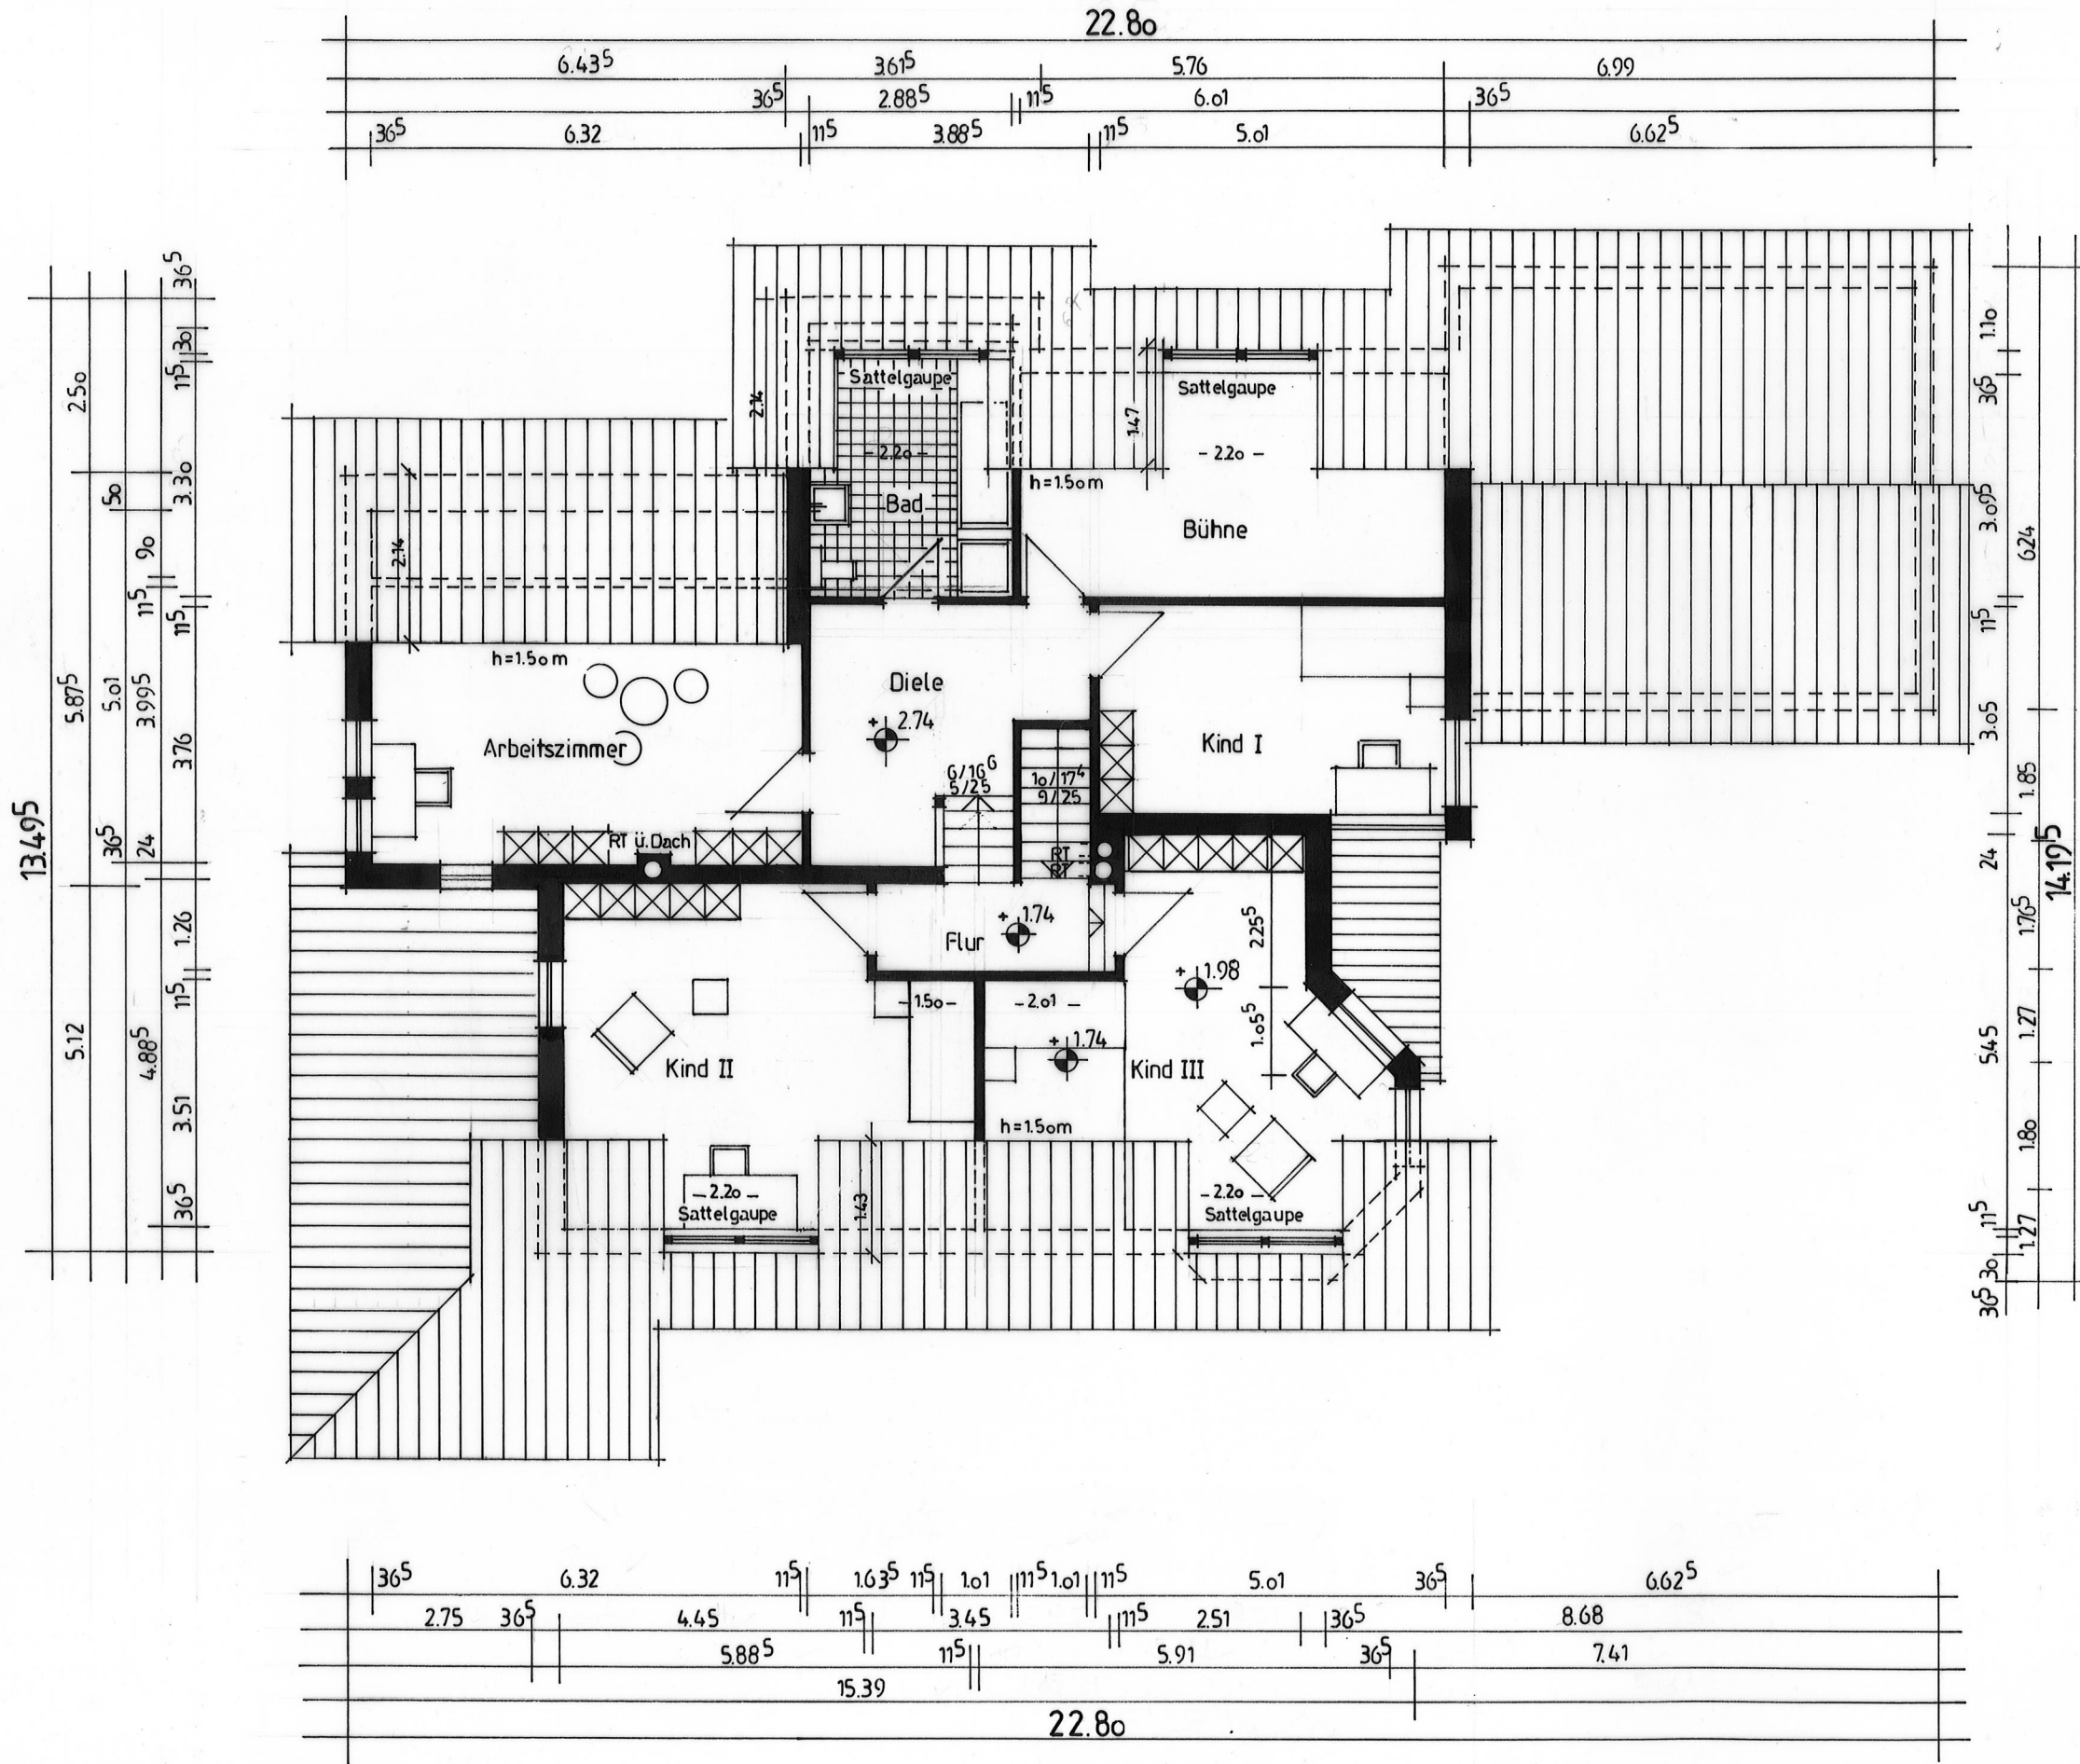 22.80
6.43⁵ 3.61⁵ 5.76 6.99
36⁵ 2.88⁵ 11⁵ 6.01 36⁵
36⁵ 6.32 11⁵ 3.88⁵ 11⁵ 5.01 6.62⁵
13.49⁵
2.50 5.87⁵ 5.12
50 5.01 36⁵
90 11⁵ 3.99⁵ 24 4.88⁵
36⁵ 30 11⁵ 3.30 11⁵ 3.76 1.26 11⁵ 3.51 36⁵
Sattelgaupe
2.14
- 2.20 -
Bad
Sattelgaupe
1.47
- 2.20 -
h=1.50m
Bühne
2.14
h=1.50m
Arbeitszimmer
RT ü.Dach
Diele
+ 2.74
6/16⁶
5/25
10/17⁴
9/25
RT
RT
Kind I
Flur
+ 1.74
Kind II
- 1.50 -
- 2.01 -
+ 1.74
+ 1.98
2.25⁵
1.05⁵
Kind III
h=1.50m
- 2.20 -
Sattelgaupe
1.43
- 2.20 -
Sattelgaupe
1.10 36⁵ 3.09⁵ 11⁵ 3.05 24 5.45 11⁵ 30 36⁵
6.24 1.85 1.76⁵ 1.27 1.80 1.27
14.19⁵
36⁵ 6.32 11⁵ 1.63⁵ 11⁵ 1.01 11⁵ 1.01 11⁵ 5.01 36⁵ 6.62⁵
2.75 36⁵ 4.45 11⁵ 3.45 11⁵ 2.51 36⁵ 8.68
5.88⁵ 11⁵ 5.91 36⁵ 7.41
15.39
22.80